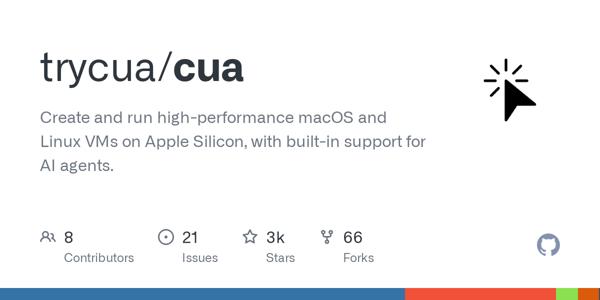 trycua/cua
Create and run high-performance macOS and
Linux VMs on Apple Silicon, with built-in support for
AI agents.
8 21 3k 66
Contributors Issues Stars Forks